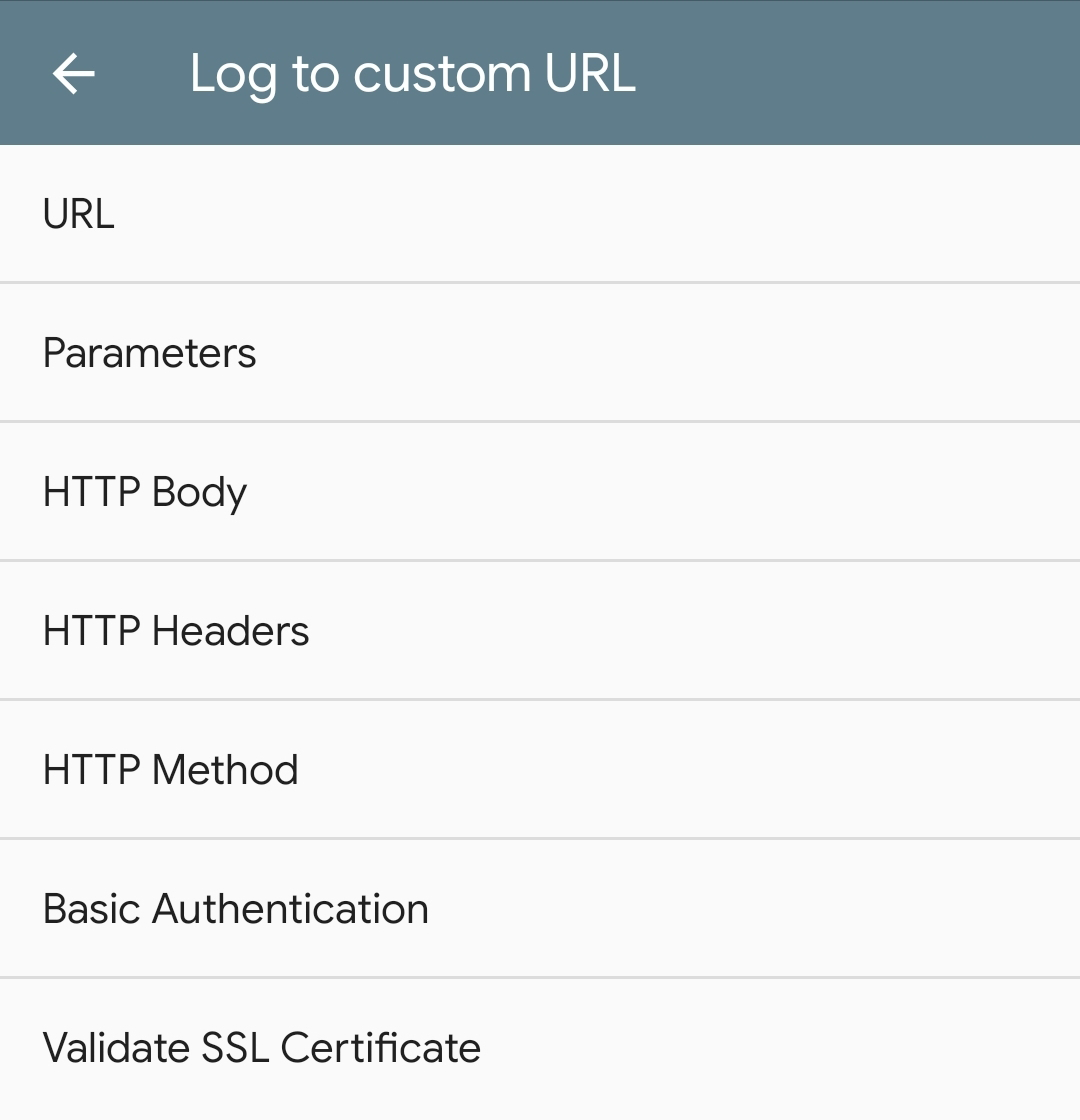 Log to custom URL
URL
Parameters
HTTP Body
HTTP Headers
HTTP Method
Basic Authentication
Validate SSL Certificate